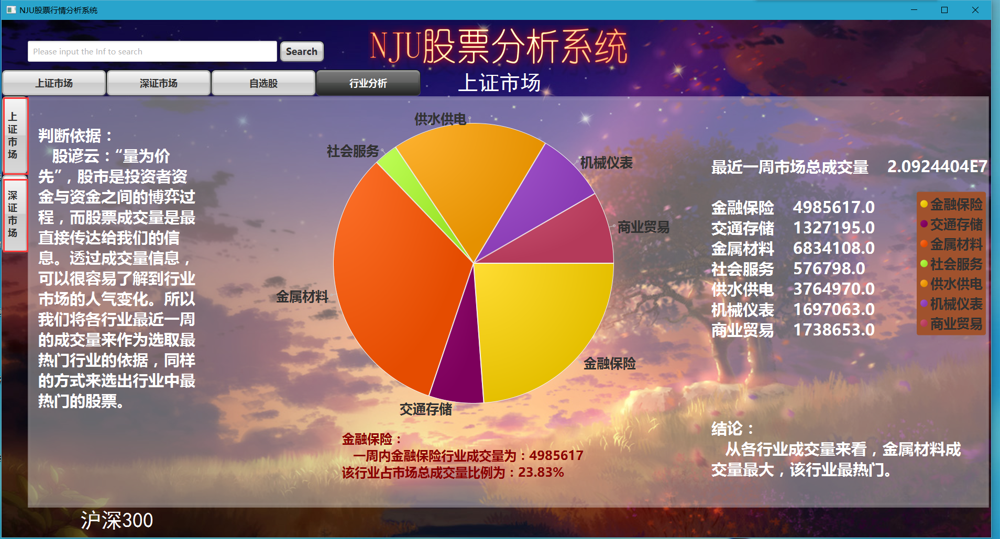 NJU股票行情分析系统
NJU股票分析系统
Please input the Inf to search
Search
上证市场
深证市场
自选股
行业分析
上证市场
上证市场
深证市场
判断依据：
股谚云：“量为价
先”，股市是投资者资
金与资金之间的博弈过
程，而股票成交量是最
直接传达给我们的信
息。透过成交量信息，
可以很容易了解到行业
市场的人气变化。所以
我们将各行业最近一周
的成交量来作为选取最
热门行业的依据，同样
的方式来选出行业中最
热门的股票。
供水供电
社会服务
机械仪表
商业贸易
金属材料
金融保险
交通存储
金融保险：
一周内金融保险行业成交量为：4985617
该行业占市场总成交量比例为：23.83%
最近一周市场总成交量 2.0924404E7
金融保险 4985617.0
交通存储 1327195.0
金属材料 6834108.0
社会服务 576798.0
供水供电 3764970.0
机械仪表 1697063.0
商业贸易 1738653.0
金融保险
交通存储
金属材料
社会服务
供水供电
机械仪表
商业贸易
结论：
从各行业成交量来看，金属材料成
交量最大，该行业最热门。
沪深300